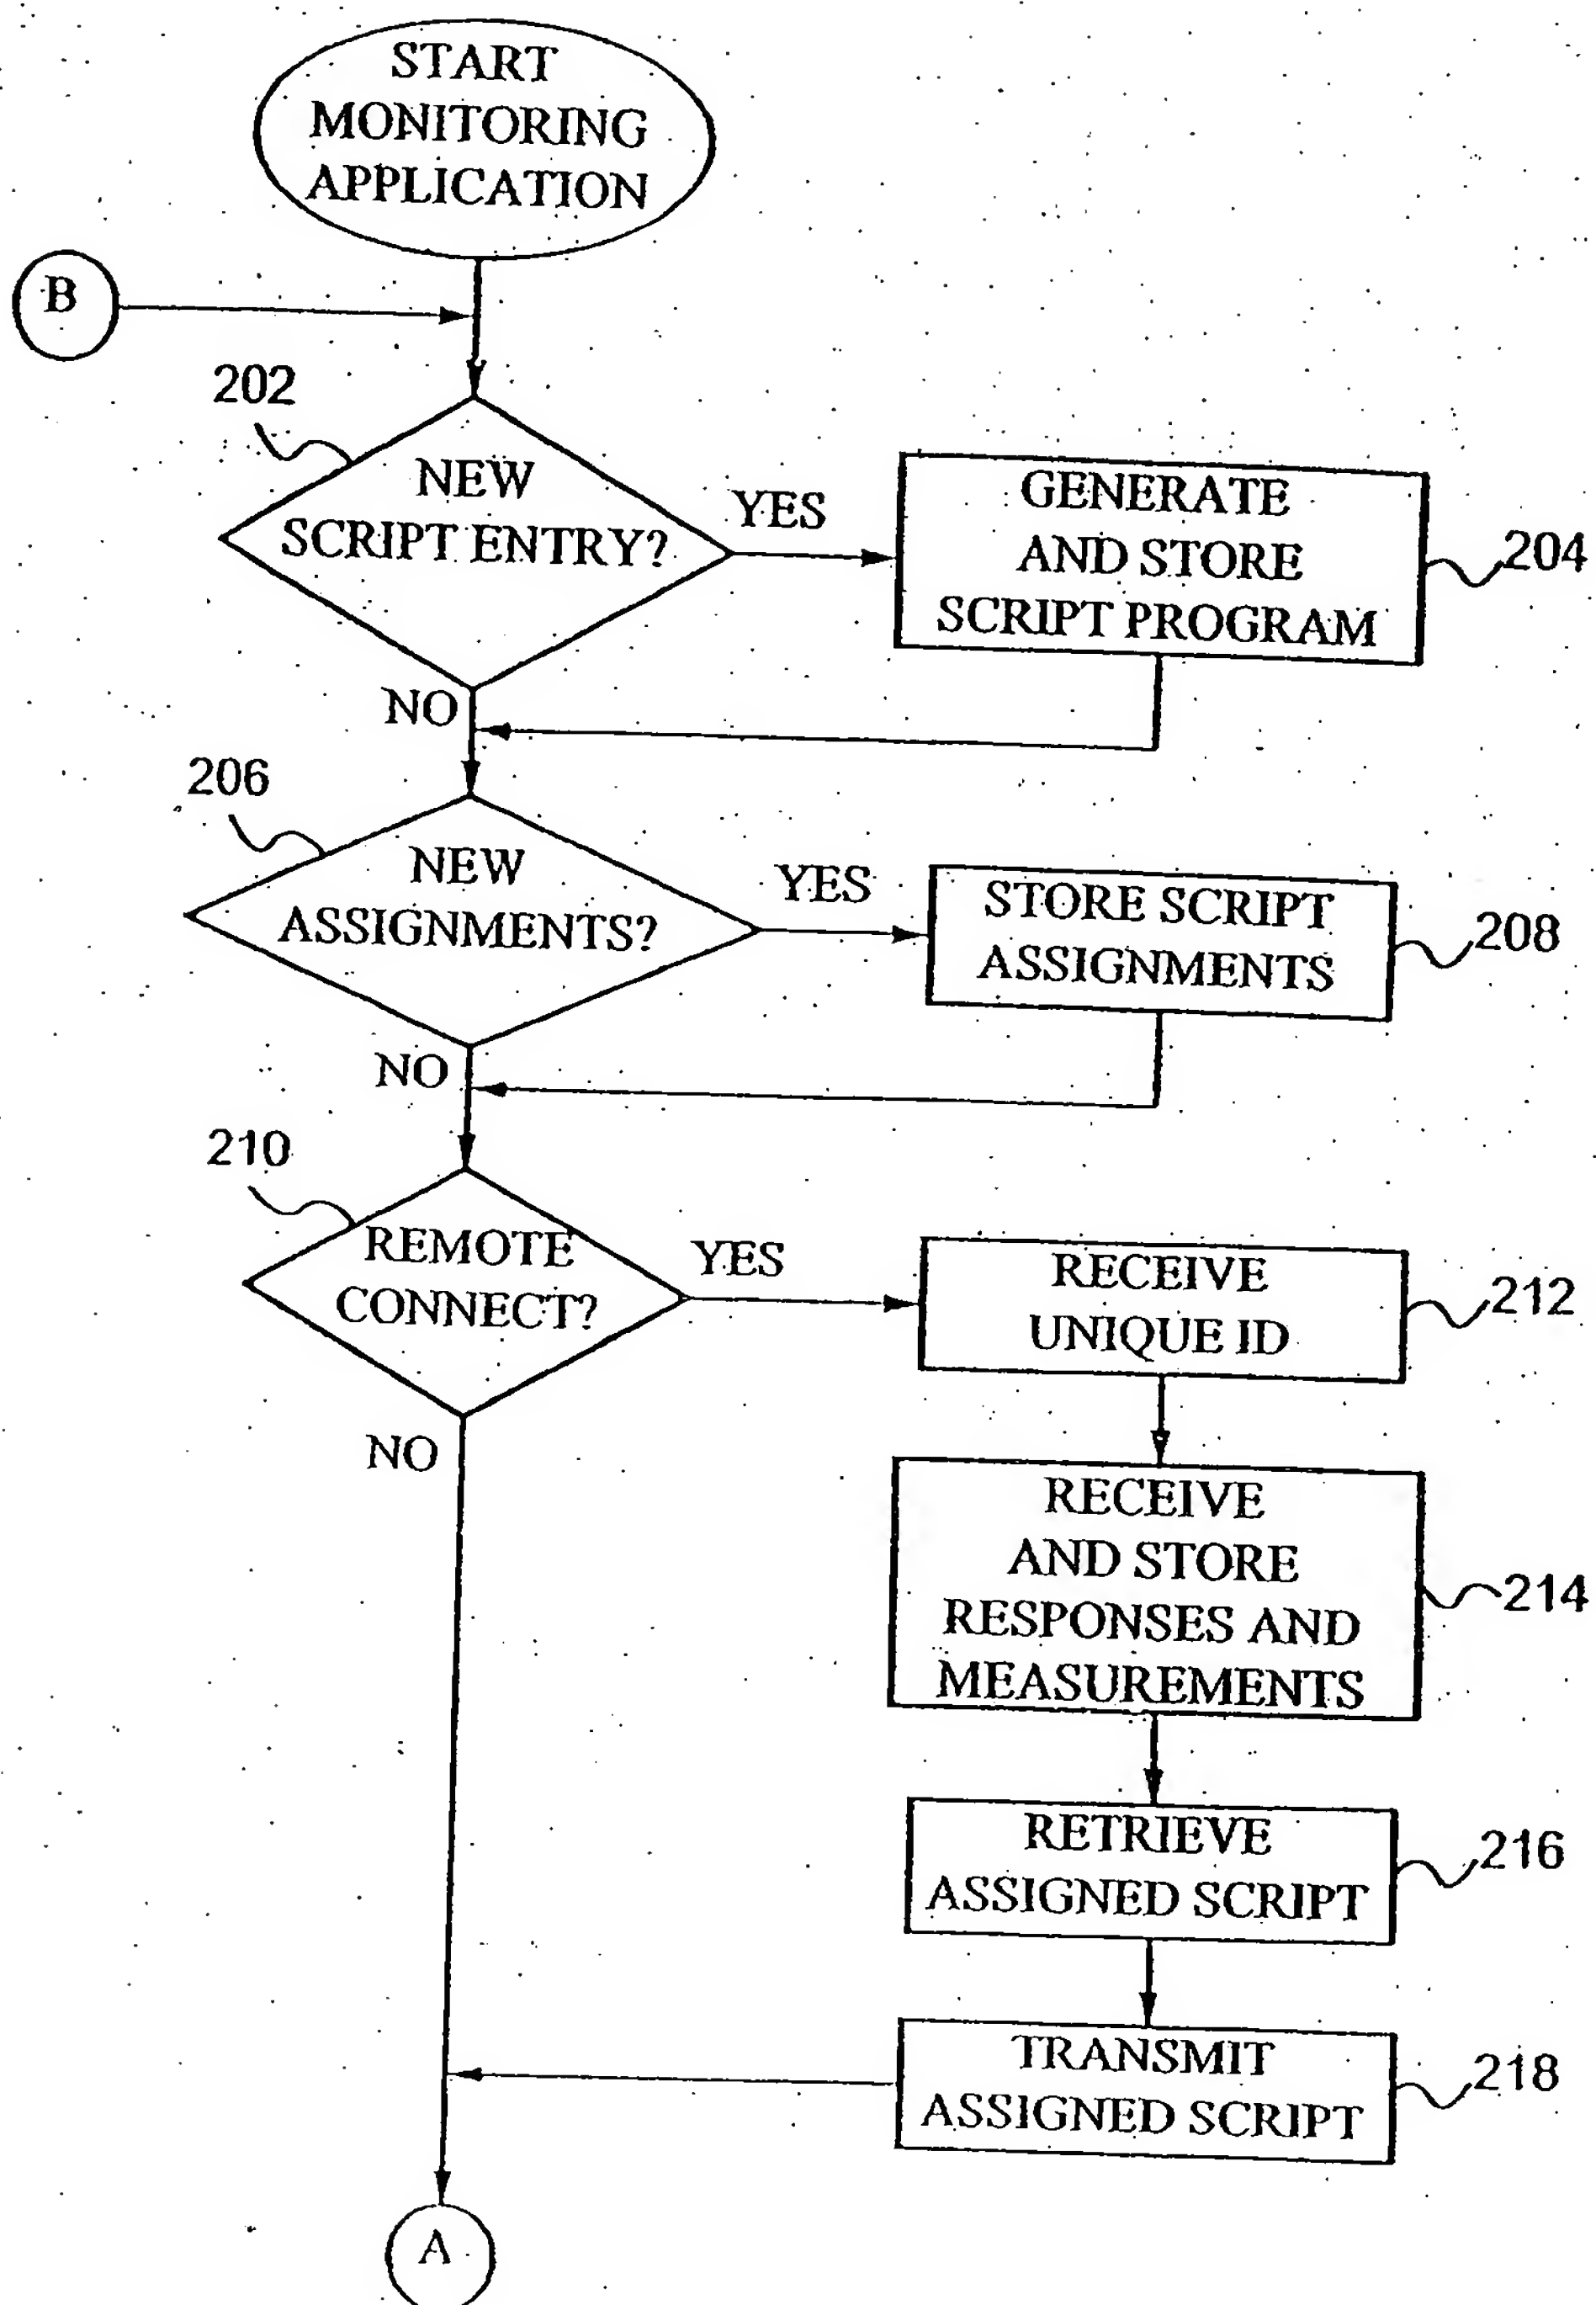 START
MONITORING
APPLICATION
B
202
NEW
SCRIPT ENTRY?
YES
GENERATE
AND STORE
SCRIPT PROGRAM
204
NO
206
NEW
ASSIGNMENTS?
YES
STORE SCRIPT
ASSIGNMENTS
208
NO
210
REMOTE
CONNECT?
YES
RECEIVE
UNIQUE ID
212
NO
RECEIVE
AND STORE
RESPONSES AND
MEASUREMENTS
214
RETRIEVE
ASSIGNED SCRIPT
216
TRANSMIT
ASSIGNED SCRIPT
218
A